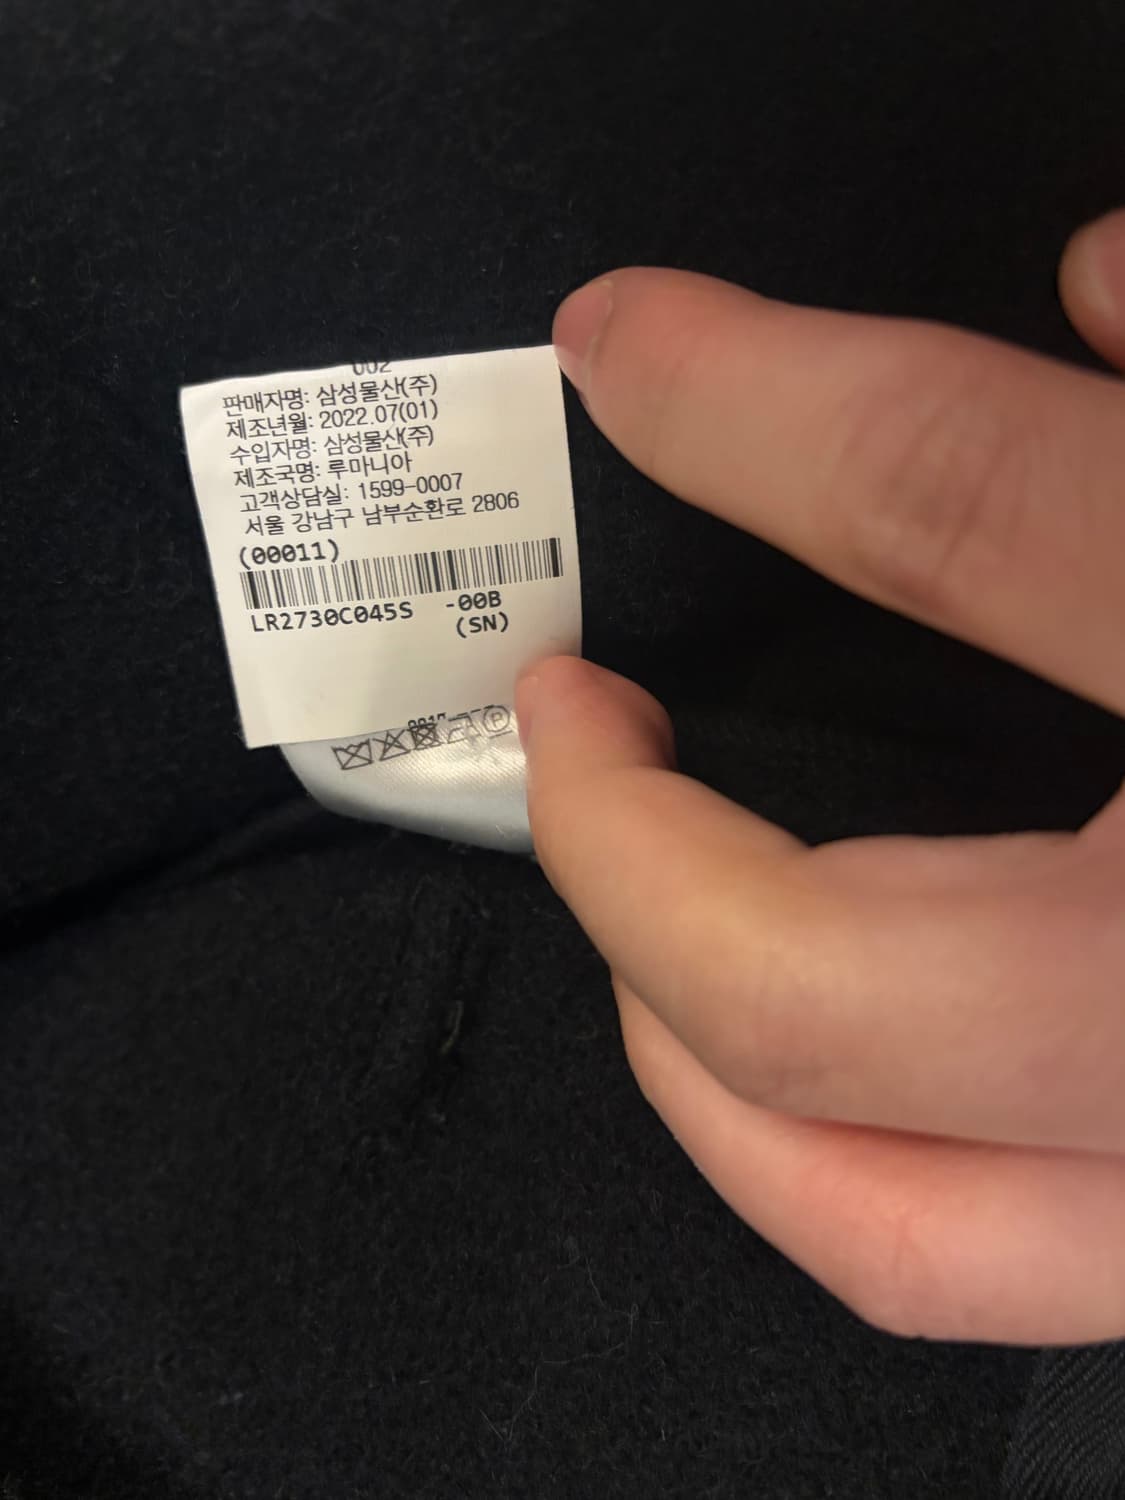 002
판매자명: 삼성물산(주)
제조년월: 2022.07(01)
수입자명: 삼성물산(주)
제조국명: 루마니아
고객상담실: 1599-0007
서울 강남구 남부순환로 2806
(00011)
LR2730C045S -00B
(SN)
P